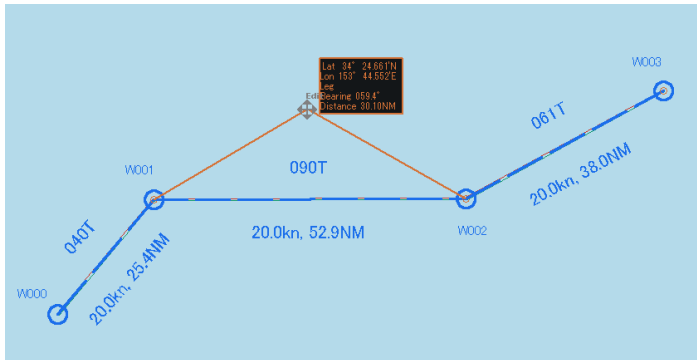 W003
Lat 34° 24.661'N
Lon 153° 44.552'E
Leg
Bearing 059.4°
Distance 30.10NM
061T
W001
090T
20.0kn, 38.0NM
040T
20.0kn, 52.9NM
W002
20.0kn, 25.4NM
W000